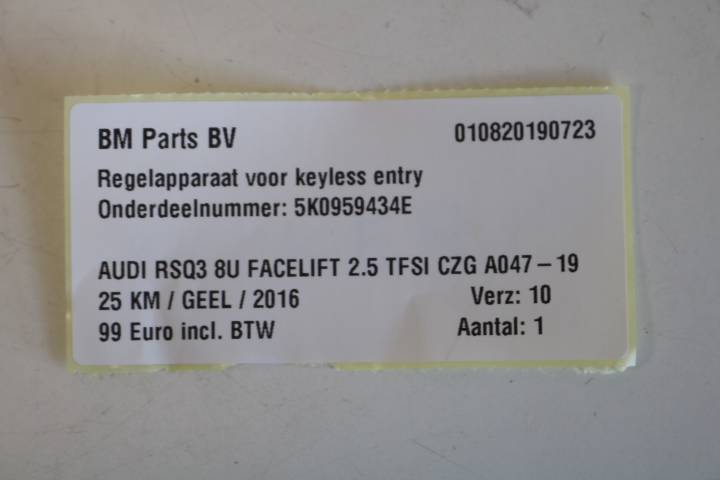 BM Parts BV 010820190723
Regelapparaat voor keyless entry
Onderdeelnummer: 5K0959434E
AUDI RSQ3 8U FACELIFT 2.5 TFSI CZG A047 – 19
25 KM / GEEL / 2016 Verz: 10
99 Euro incl. BTW Aantal: 1